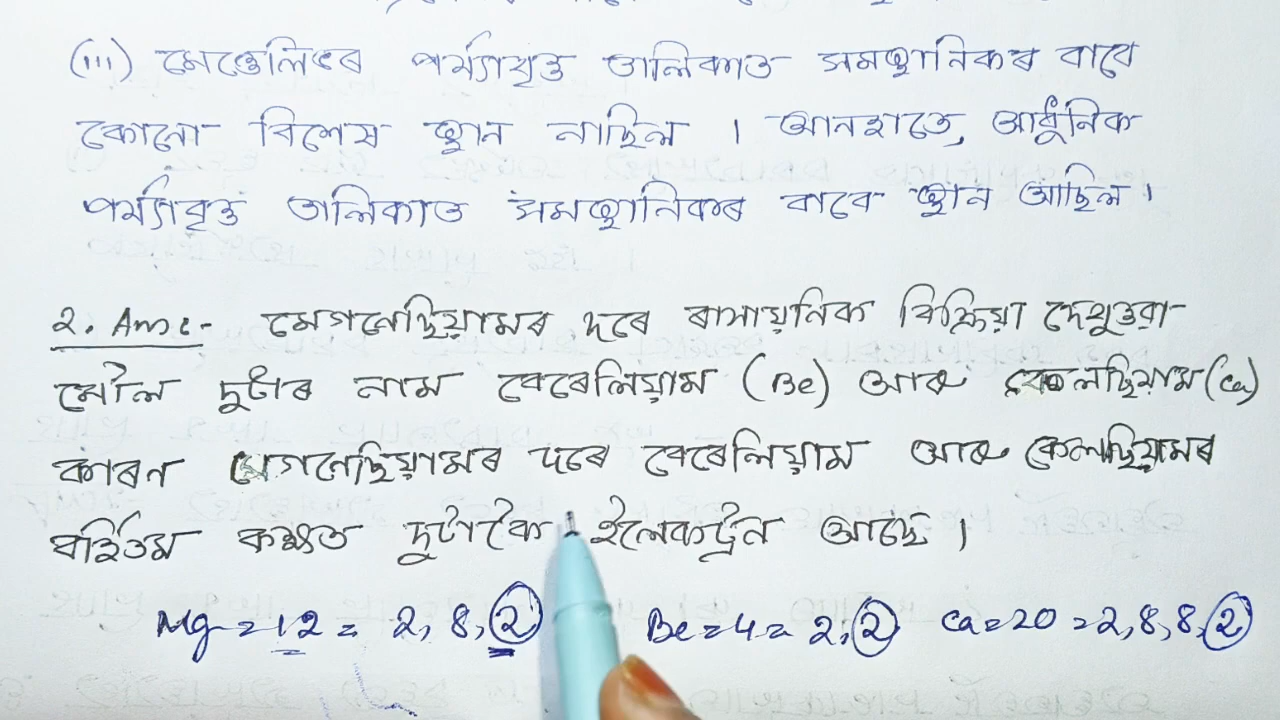 (iii) মেণ্ডেলিভৰ পৰ্য্যাবৃত্ত তালিকাত সমস্থানিকৰ বাবে
কোনো বিশেষ স্থান নাছিল । আনহাতে, আধুনিক
পৰ্য্যাবৃত্ত তালিকাত সমস্থানিকৰ বাবে স্থান আছিল ।
2. Ans:- মেগনেছিয়ামৰ দৰে ৰাসায়নিক বিক্ৰিয়া দেখুওৱা
মৌল দুটাৰ নাম বেৰেলিয়াম (Be) আৰু কেলছিয়াম (Ca)
কাৰন মেগনেছিয়ামৰ দৰে বেৰেলিয়াম আৰু কেলছিয়ামৰ
বৰ্হিতম কক্ষত দুটাকৈ ইলেকট্ৰন আছে ।
Mg = 12 = 2, 8, 2 Be = 4 = 2, 2 Ca = 20 = 2, 8, 8, 2